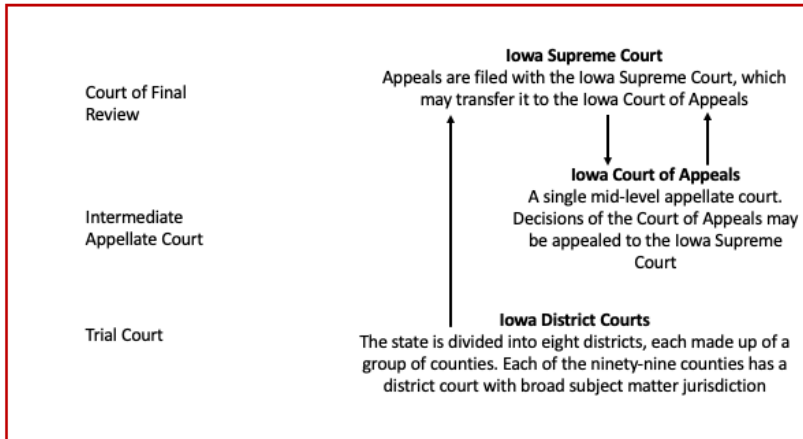 Iowa Supreme Court
Appeals are filed with the Iowa Supreme Court, which
may transfer it to the Iowa Court of Appeals
Court of Final
Review
Iowa Court of Appeals
A single mid-level appellate court.
Decisions of the Court of Appeals may
be appealed to the Iowa Supreme
Court
Intermediate
Appellate Court
Iowa District Courts
The state is divided into eight districts, each made up of a
group of counties. Each of the ninety-nine counties has a
district court with broad subject matter jurisdiction
Trial Court